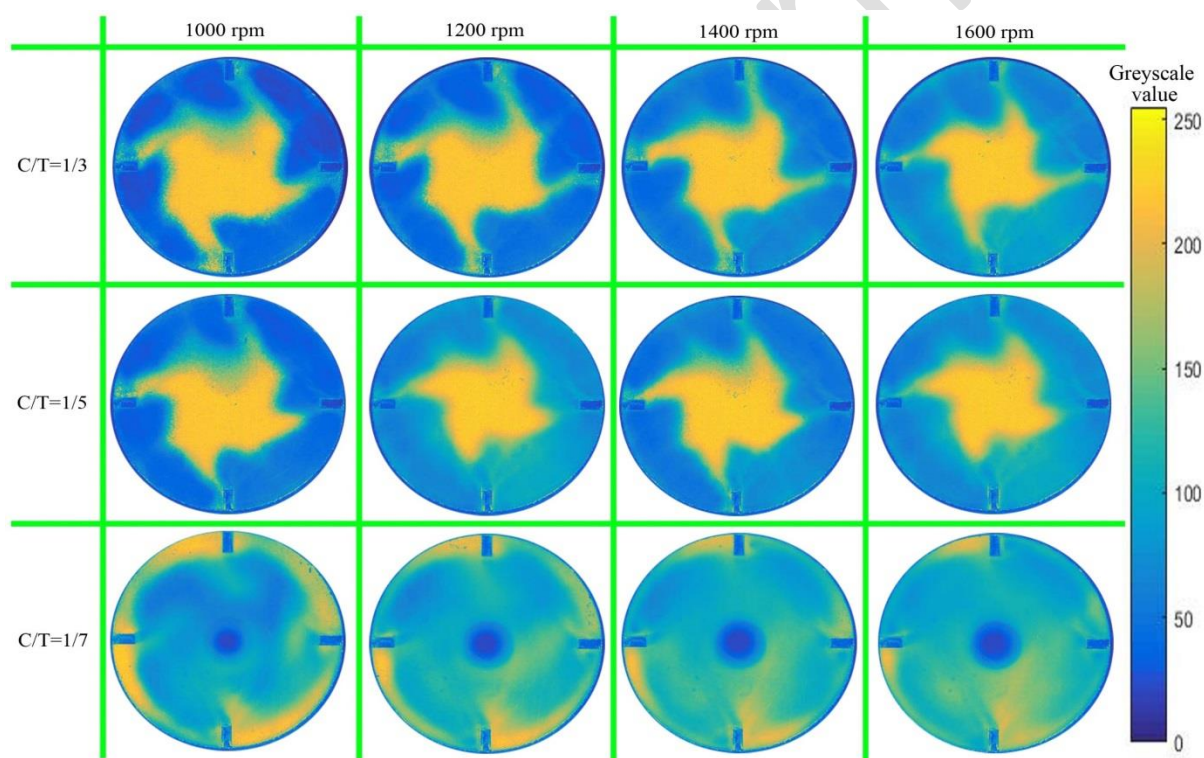 1000 rpm
1200 rpm
1400 rpm
1600 rpm
Greyscale
value
C/T=1/3
C/T=1/5
C/T=1/7
250
200
150
100
50
0